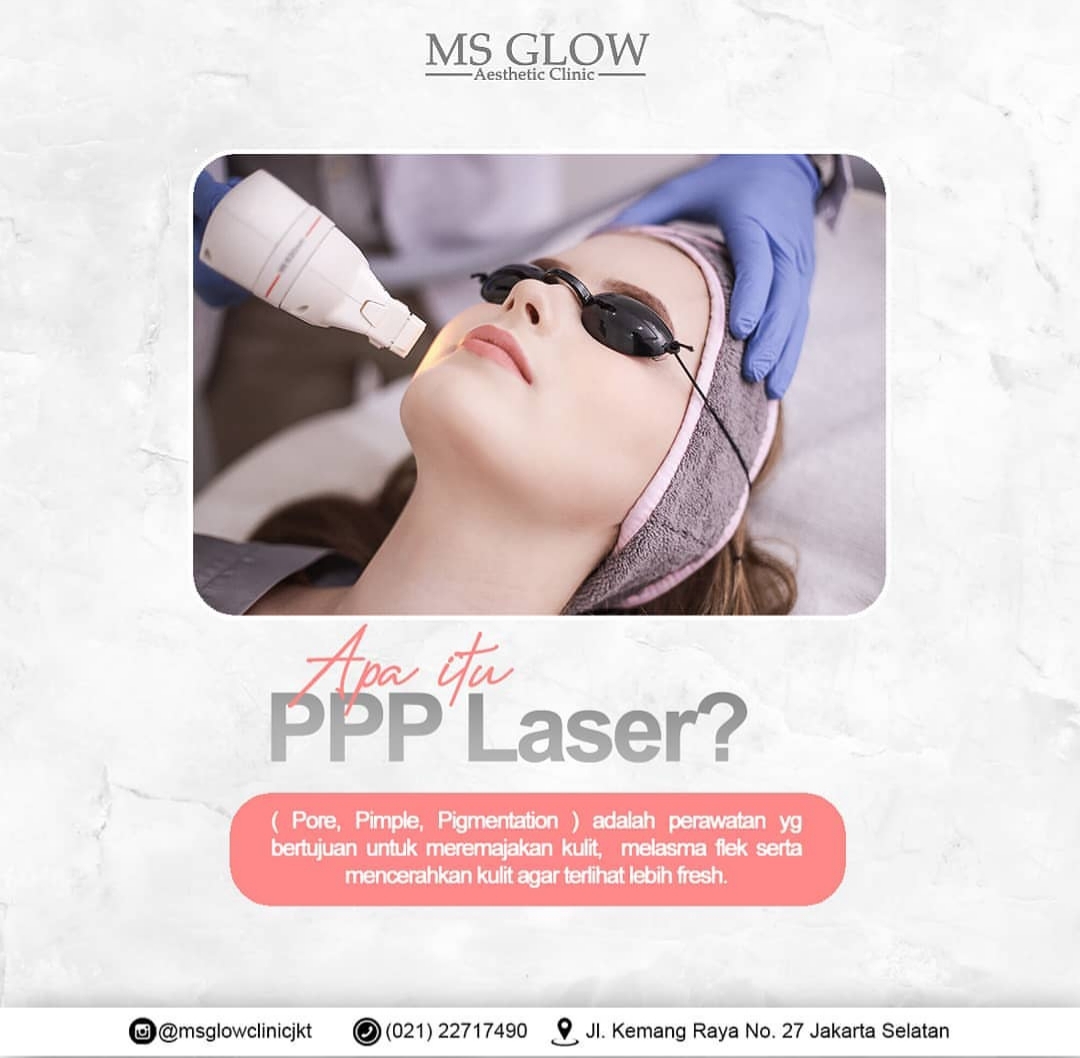 MS GLOW
Aesthetic Clinic
Apa itu
PPP Laser?
( Pore, Pimple, Pigmentation ) adalah perawatan yg
bertujuan untuk meremajakan kulit, melasma flek serta
mencerahkan kulit agar terlihat lebih fresh.
@msglowclinicjkt (021) 22717490 Jl. Kemang Raya No. 27 Jakarta Selatan